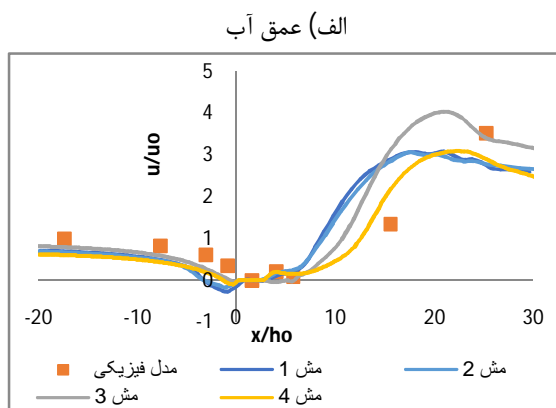 الف) عمق آب
5
4
3
2
1
0
-1
u/uo
-20 -10 0 10 20 30
x/ho
مدل فیزیکی
مش 1
مش 2
مش 3
مش 4